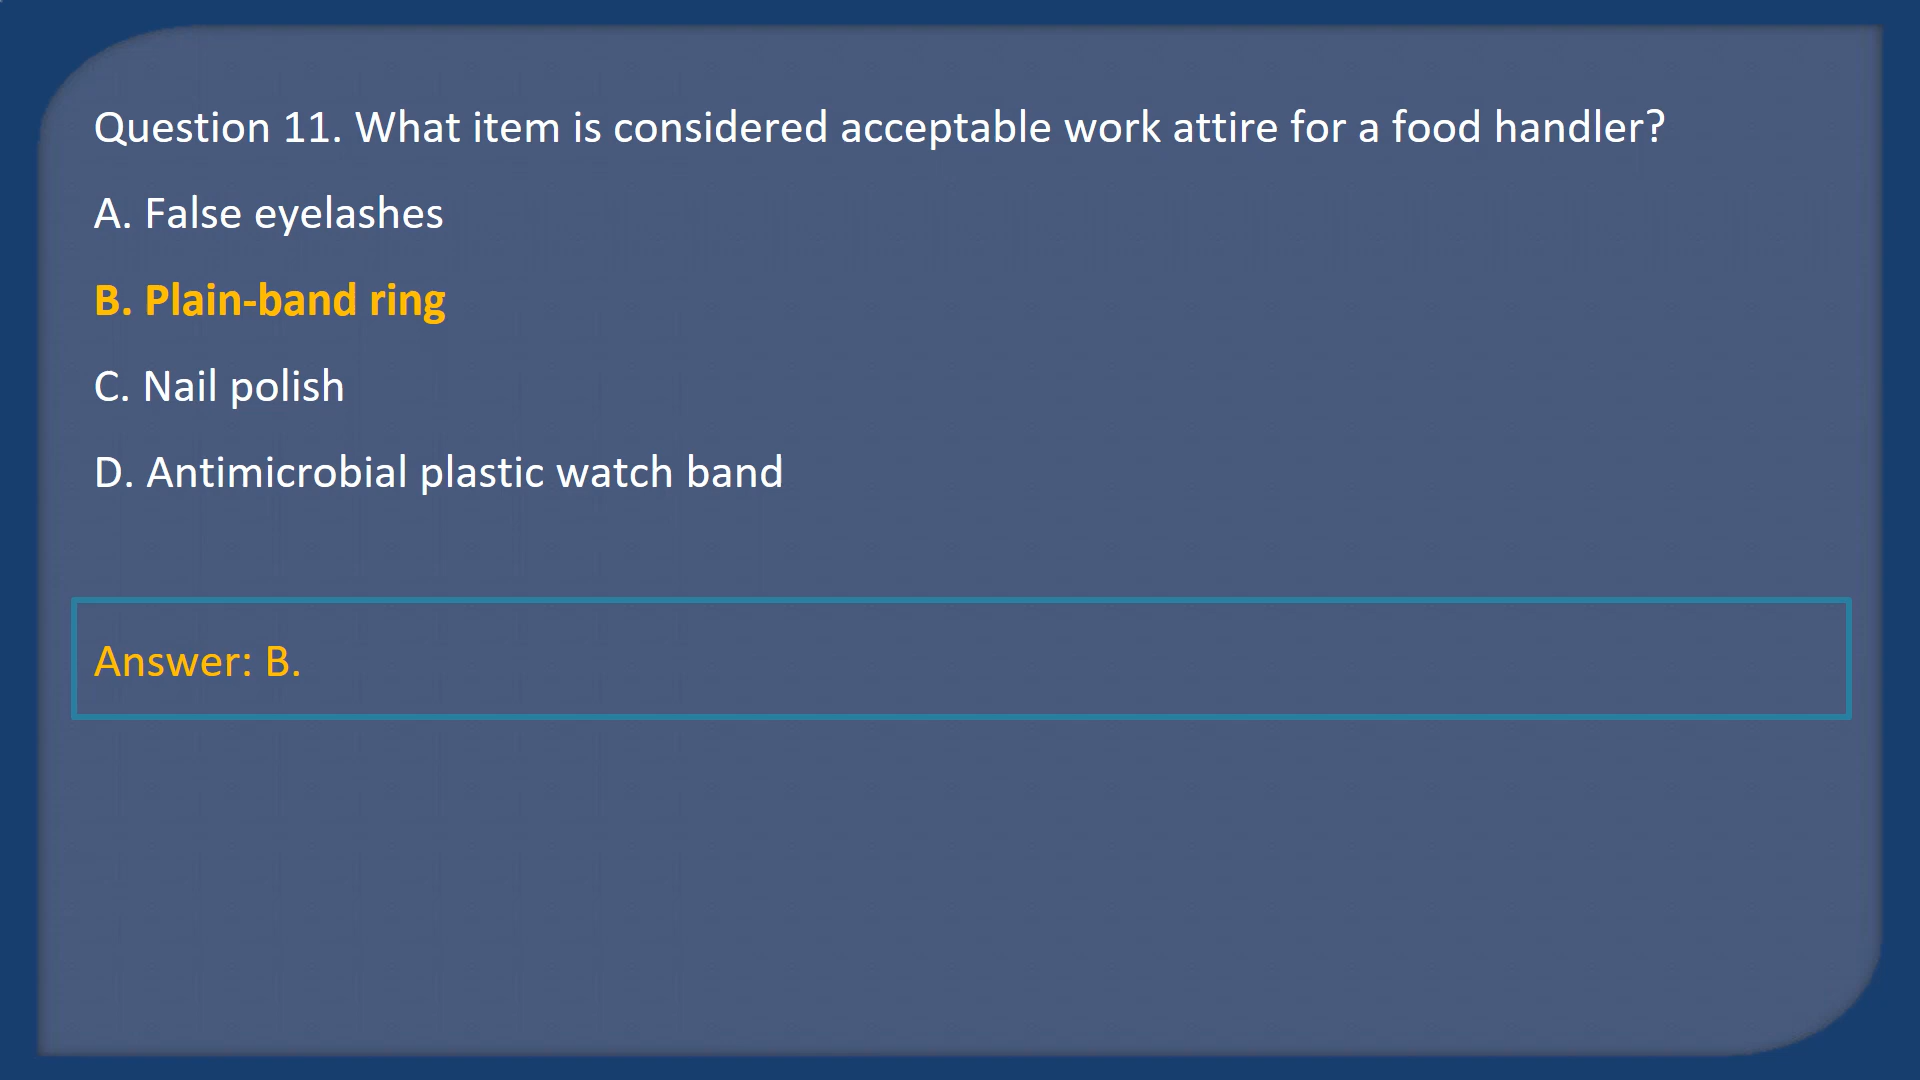 Question 11. What item is considered acceptable work attire for a food handler?
A. False eyelashes
B. Plain-band ring
C. Nail polish
D. Antimicrobial plastic watch band
Answer: B.